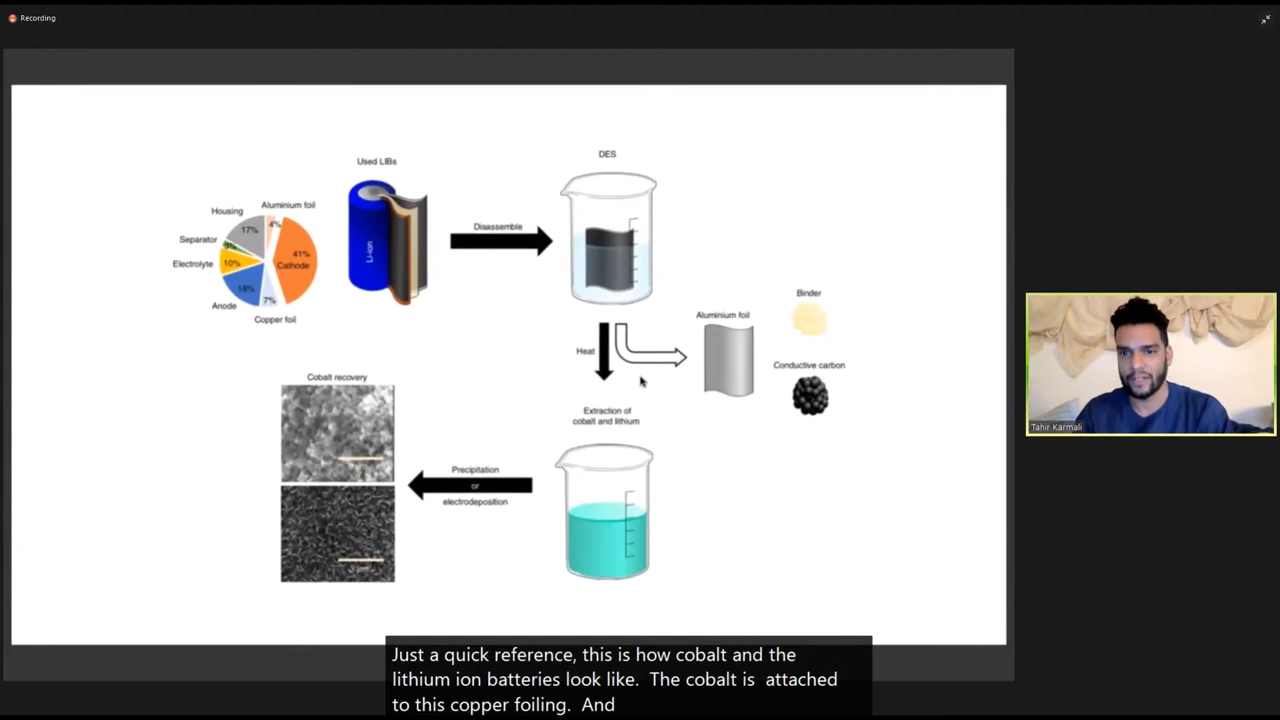 Recording
Used LIBs
DES
Housing
Aluminium foil
17%
4%
Separator
41%
Cathode
Electrolyte
10%
Anode
18%
7%
Copper foil
Li-ion
Disassemble
Heat
Aluminium foil
Binder
Conductive carbon
Extraction of
cobalt and lithium
Cobalt recovery
Precipitation
or
electrodeposition
Tahir Karmali
Just a quick reference, this is how cobalt and the
lithium ion batteries look like.  The cobalt is  attached
to this copper foiling.  And